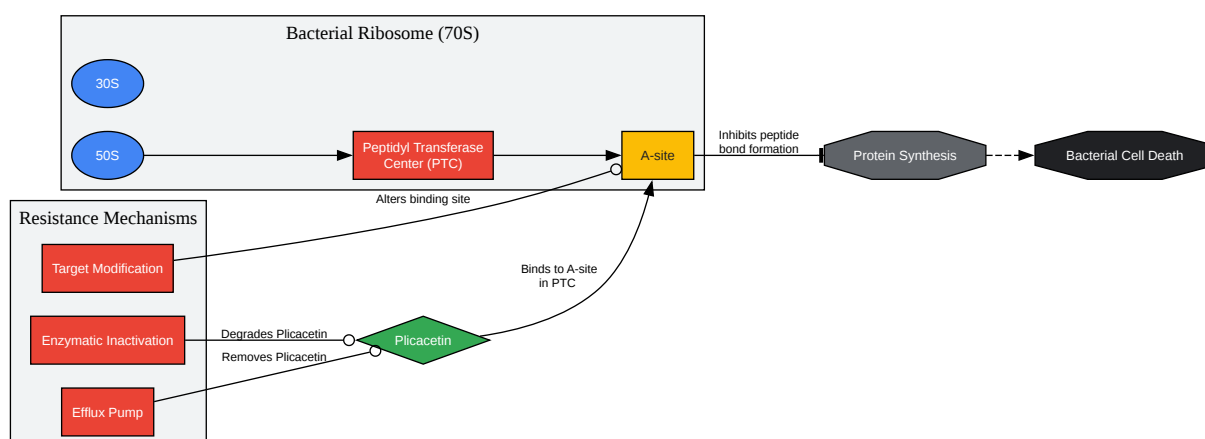 Bacterial Ribosome (70S)
30S
50S
Peptidyl Transferase
Center (PTC)
A-site
Inhibits peptide
bond formation
Protein Synthesis
Bacterial Cell Death
Alters binding site
Resistance Mechanisms
Target Modification
Binds to A-site
in PTC
Enzymatic Inactivation
Degrades Plicacetin
Removes Plicacetin
Plicacetin
Efflux Pump